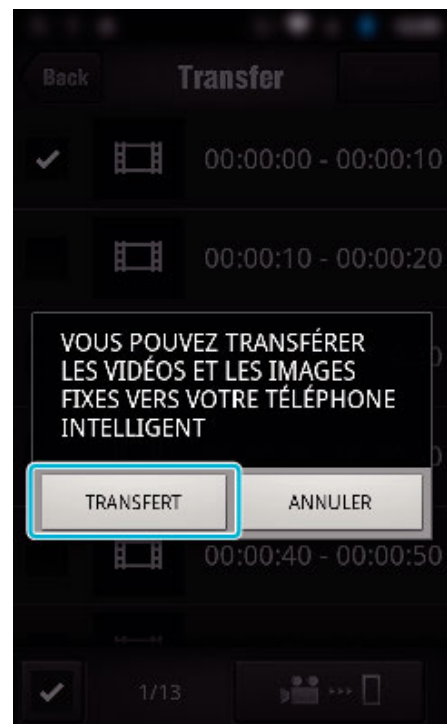 Back
Transfer
00:00:00 - 00:00:10
00:00:10 - 00:00:20
VOUS POUVEZ TRANSFÉRER
LES VIDÉOS ET LES IMAGES
FIXES VERS VOTRE TÉLÉPHONE
INTELLIGENT
TRANSFERT
ANNULER
00:00:40 - 00:00:50
1/13